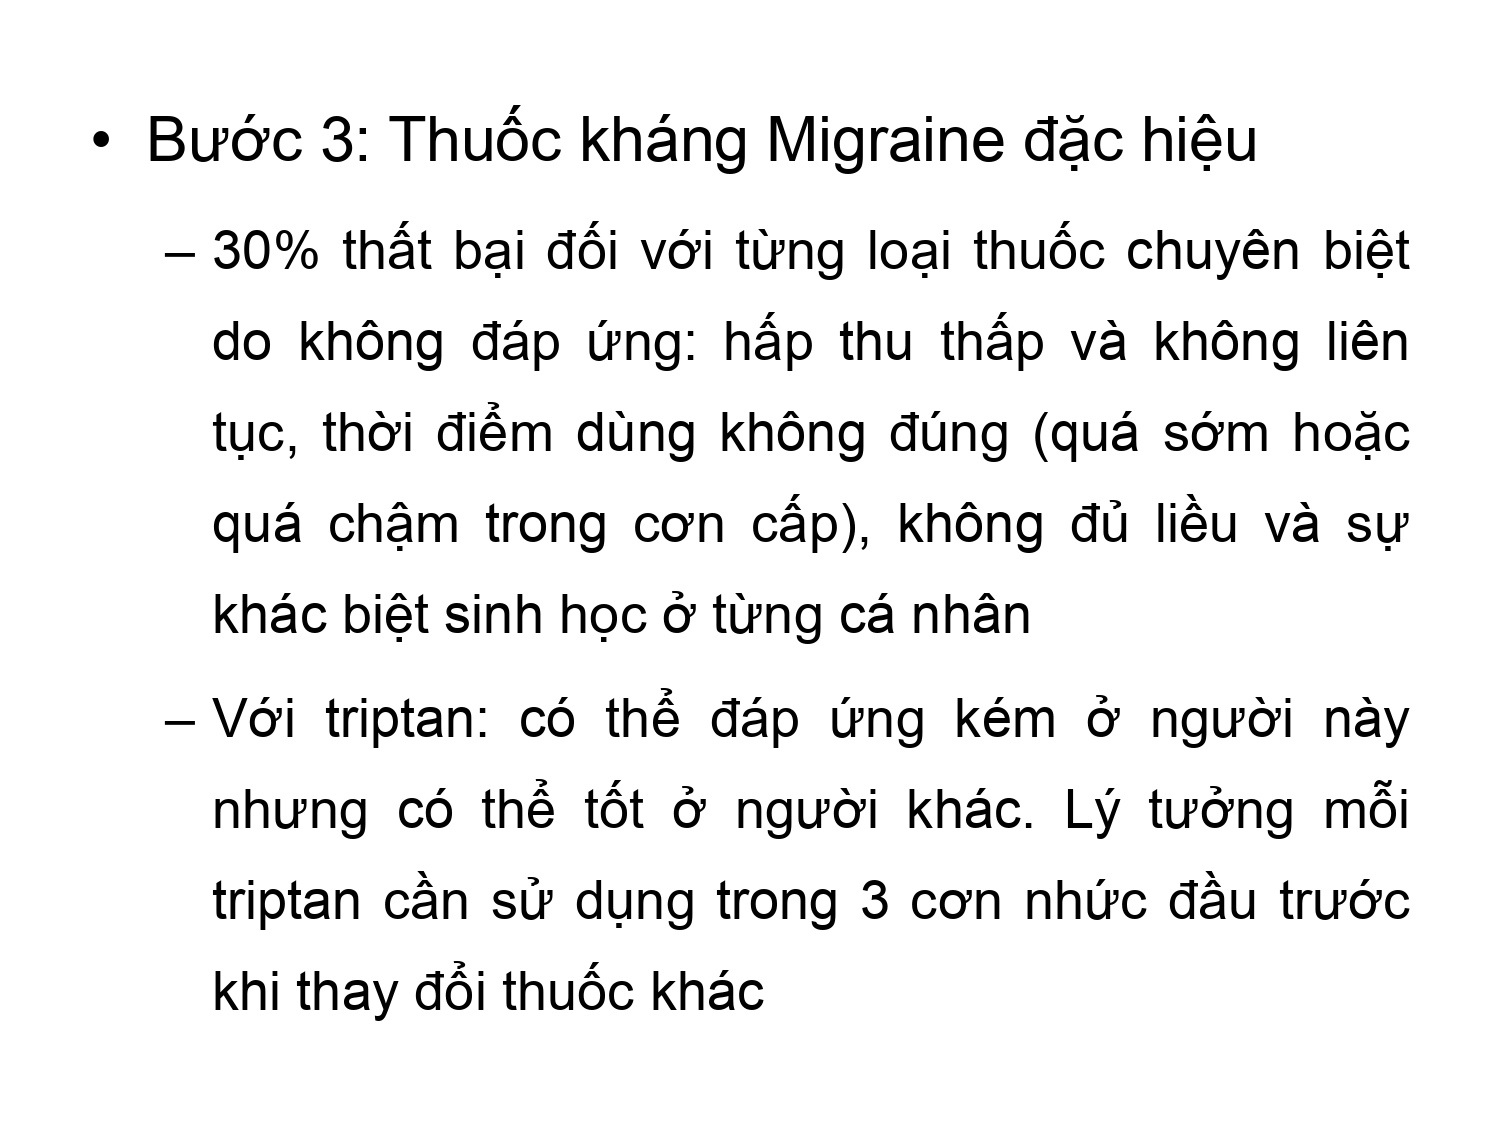 • Bước 3: Thuốc kháng Migraine đặc hiệu
– 30% thất bại đối với từng loại thuốc chuyên biệt
do không đáp ứng: hấp thu thấp và không liên
tục, thời điểm dùng không đúng (quá sớm hoặc
quá chậm trong cơn cấp), không đủ liều và sự
khác biệt sinh học ở từng cá nhân
– Với triptan: có thể đáp ứng kém ở người này
nhưng có thể tốt ở người khác. Lý tưởng mỗi
triptan cần sử dụng trong 3 cơn nhức đầu trước
khi thay đổi thuốc khác